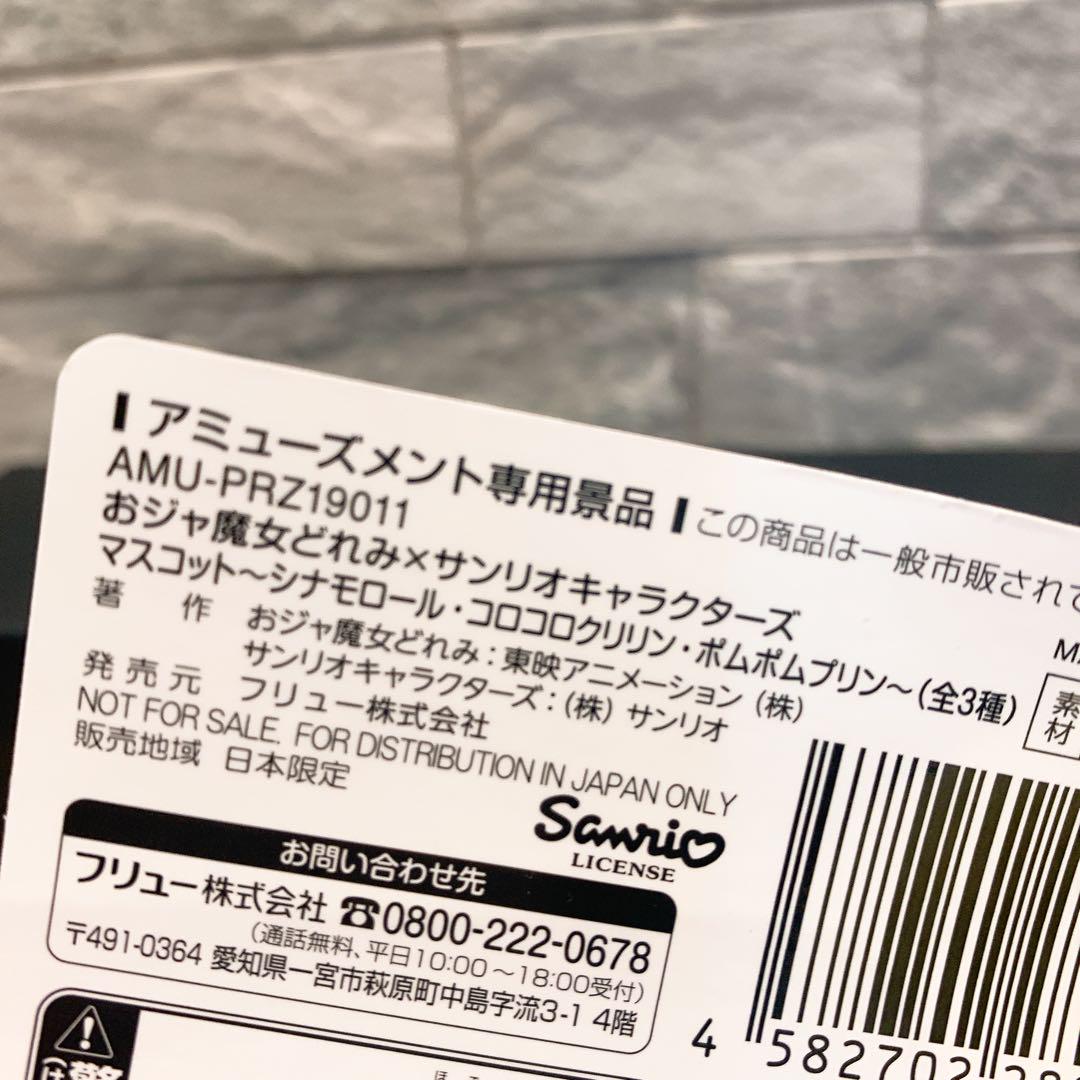 アミューズメント専用景品 この商品は一般市販されて
AMU-PRZ19011
おジャ魔女どれみ×サンリオキャラクターズ
マスコット～シナモロール・コロコロクリリン・ポムポムプリン～(全3種)
著 作 おジャ魔女どれみ:東映アニメーション (株)
サンリオキャラクターズ:(株) サンリオ
発売元 フリュー株式会社
NOT FOR SALE. FOR DISTRIBUTION IN JAPAN ONLY
販売地域 日本限定
素材
Sanrio
LICENSE
お問い合わせ先
フリュー株式会社 ☎0800-222-0678
(通話無料、平日10:00～18:00受付)
〒491-0364 愛知県一宮市萩原町中島字流3-1 4階
4 582702